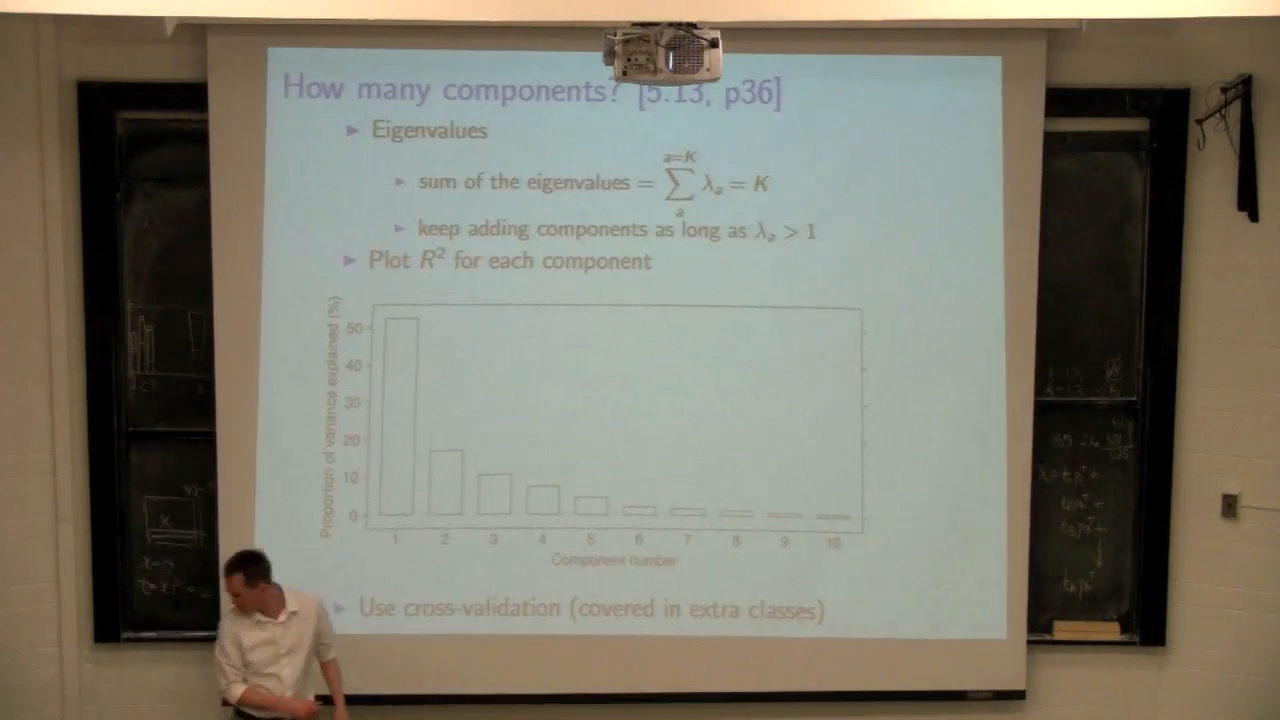 How many components? [5.13, p36]
► Eigenvalues
► sum of the eigenvalues = ∑ₐᵃ⁼ᴷ λₐ = K
► keep adding components as long as λₐ > 1
► Plot R² for each component
Proportion of variance explained (%)
50
40
30
20
10
0
1 2 3 4 5 6 7 8 9 10
Component number
► Use cross-validation (covered in extra classes)